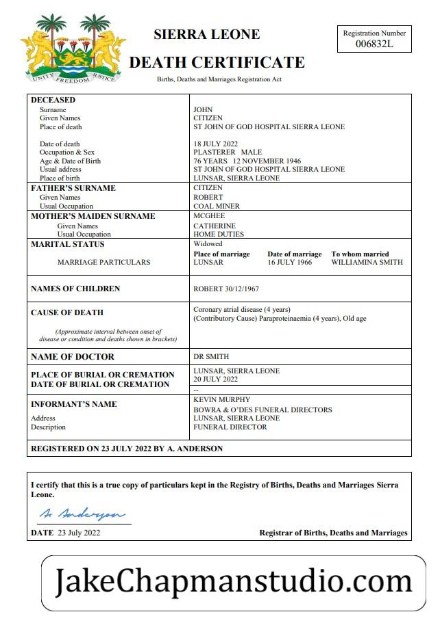 SIERRA LEONE
DEATH CERTIFICATE
Births, Deaths and Marriages Registration Act
Registration Number
006832L
UNITY FREEDOM JUSTICE
DECEASED
Surname JOHN
Given Names CITIZEN
Place of death ST JOHN OF GOD HOSPITAL SIERRA LEONE
Date of death 18 JULY 2022
Occupation & Sex PLASTERER MALE
Age & Date of Birth 76 YEARS 12 NOVEMBER 1946
Usual address ST JOHN OF GOD HOSPITAL SIERRA LEONE
Place of birth LUNSAR, SIERRA LEONE
FATHER'S SURNAME CITIZEN
Given Names ROBERT
Usual Occupation COAL MINER
MOTHER'S MAIDEN SURNAME MCGHEE
Given Names CATHERINE
Usual Occupation HOME DUTIES
MARITAL STATUS Widowed
Place of marriage Date of marriage To whom married
MARRIAGE PARTICULARS LUNSAR 16 JULY 1966 WILLIAMINA SMITH
NAMES OF CHILDREN ROBERT 30/12/1967
CAUSE OF DEATH Coronary atrial disease (4 years)
(Contributory Cause) Paraproteinaemia (4 years), Old age
(Approximate interval between onset of
disease or condition and deaths shown in brackets)
NAME OF DOCTOR DR SMITH
PLACE OF BURIAL OR CREMATION LUNSAR, SIERRA LEONE
DATE OF BURIAL OR CREMATION 20 JULY 2022
--
INFORMANT'S NAME KEVIN MURPHY
BOWRA & O'DES FUNERAL DIRECTORS
Address LUNSAR, SIERRA LEONE
Description FUNERAL DIRECTOR
REGISTERED ON 23 JULY 2022 BY A. ANDERSON
I certify that this is a true copy of particulars kept in the Registry of Births, Deaths and Marriages Sierra
Leone.
A. Anderson
DATE 23 July 2022 Registrar of Births, Deaths and Marriages
JakeChapmanstudio.com